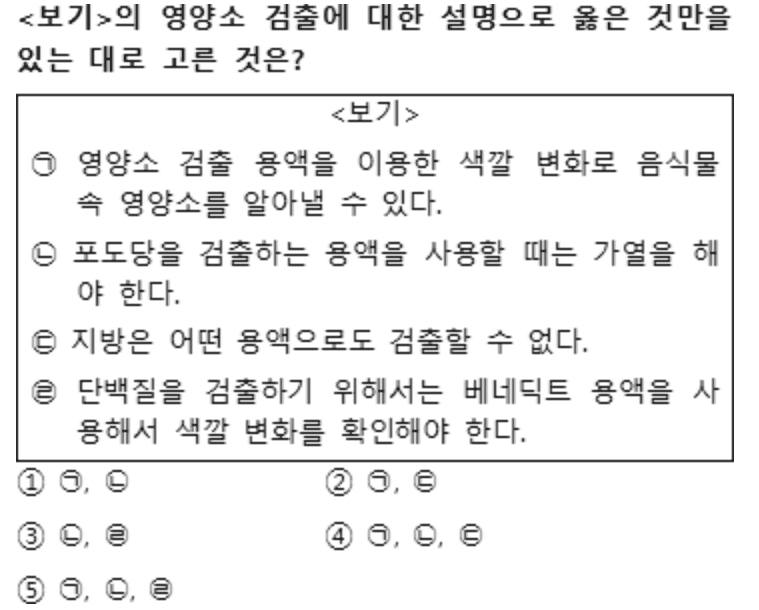 <보기>의 영양소 검출에 대한 설명으로 옳은 것만을
있는 대로 고른 것은?
<보기>
㉠ 영양소 검출 용액을 이용한 색깔 변화로 음식물
속 영양소를 알아낼 수 있다.
㉡ 포도당을 검출하는 용액을 사용할 때는 가열을 해
야 한다.
㉢ 지방은 어떤 용액으로도 검출할 수 없다.
㉣ 단백질을 검출하기 위해서는 베네딕트 용액을 사
용해서 색깔 변화를 확인해야 한다.
① ㉠, ㉡ ② ㉠, ㉢
③ ㉡, ㉣ ④ ㉠, ㉡, ㉢
⑤ ㉠, ㉡, ㉣